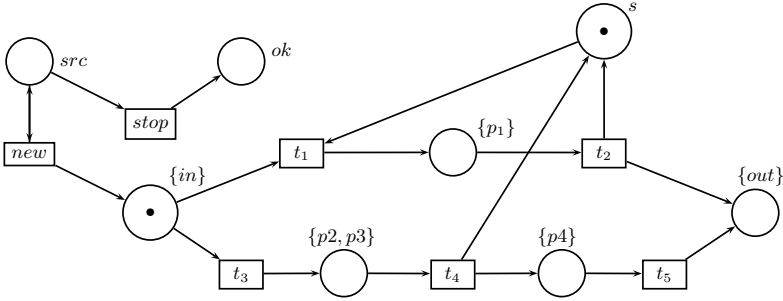 s
src
ok
stop
{p₁}
new
t₁
t₂
{in}
{out}
{p2, p3}
{p4}
t₃
t₄
t₅